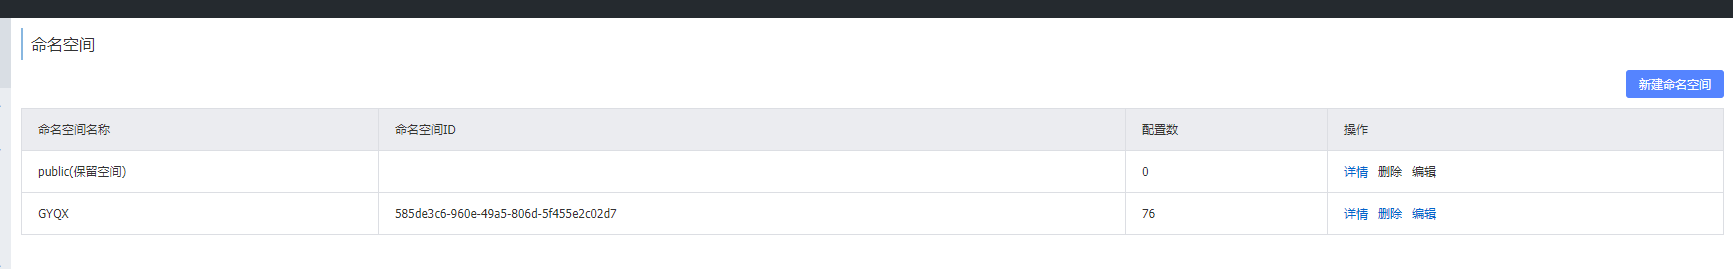 命名空间
新建命名空间
命名空间名称 命名空间ID 配置数 操作
public(保留空间) 0 详情 删除 编辑
GYQX 585de3c6-960e-49a5-806d-5f455e2c02d7 76 详情 删除 编辑